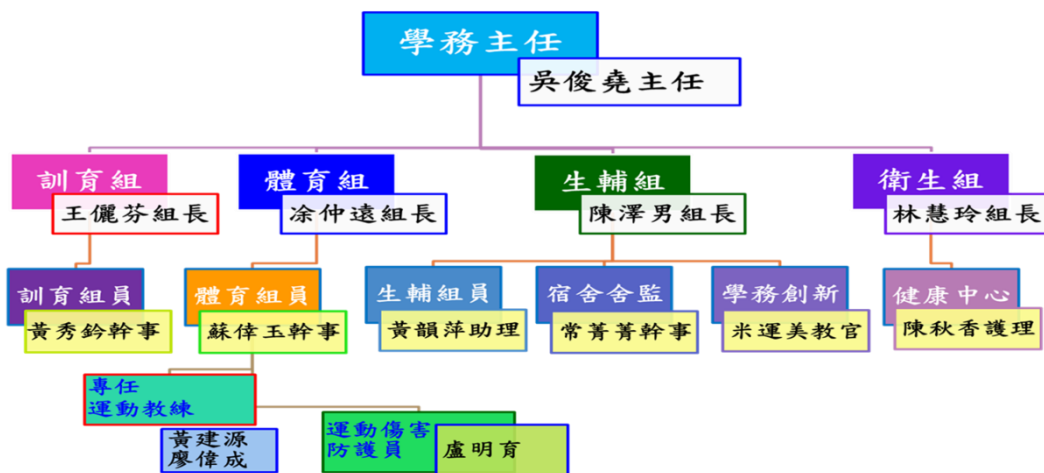 學務主任
吳俊堯主任
訓育組
王儷芬組長
體育組
凃仲遠組長
生輔組
陳澤男組長
衛生組
林慧玲組長
訓育組員
黃秀鈐幹事
體育組員
蘇倖玉幹事
生輔組員
黃韻萍助理
宿舍舍監
常菁菁幹事
學務創新
米運美教官
健康中心
陳秋香護理
專任
運動教練
黃建源
廖偉成
運動傷害
防護員
盧明育